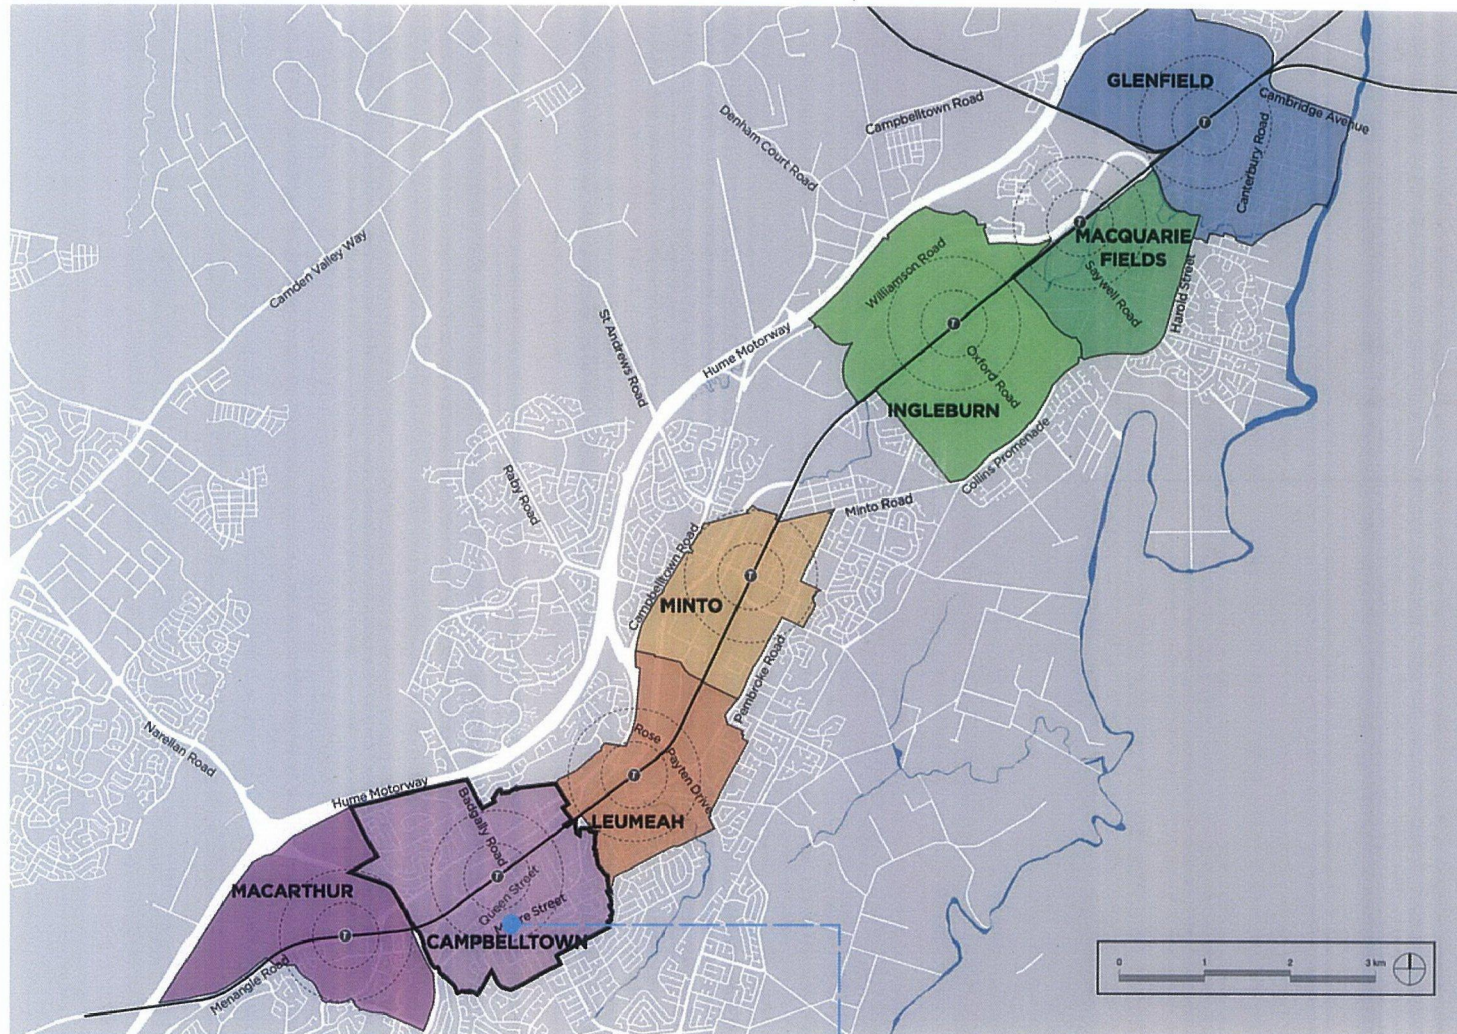 GLENFIELD
Cambridge Avenue
Campbelltown Road
Denham Court Road
Canterbury Road
MACQUARIE
FIELDS
Williamson Road
Saywell Road
Harold Street
Camden Valley Way
St Andrews Road
Hume Motorway
Oxford Road
INGLEBURN
Collins Promenade
Raby Road
Minto Road
Campbelltown Road
MINTO
Pembroke Road
Narellan Road
Rose Payten Drive
Hume Motorway
Badgally Road
LEUMEAH
MACARTHUR
Queen Street
Street
CAMPBELLTOWN
Menangle Road
0 1 2 3 km
T
T
T
T
T
T
T